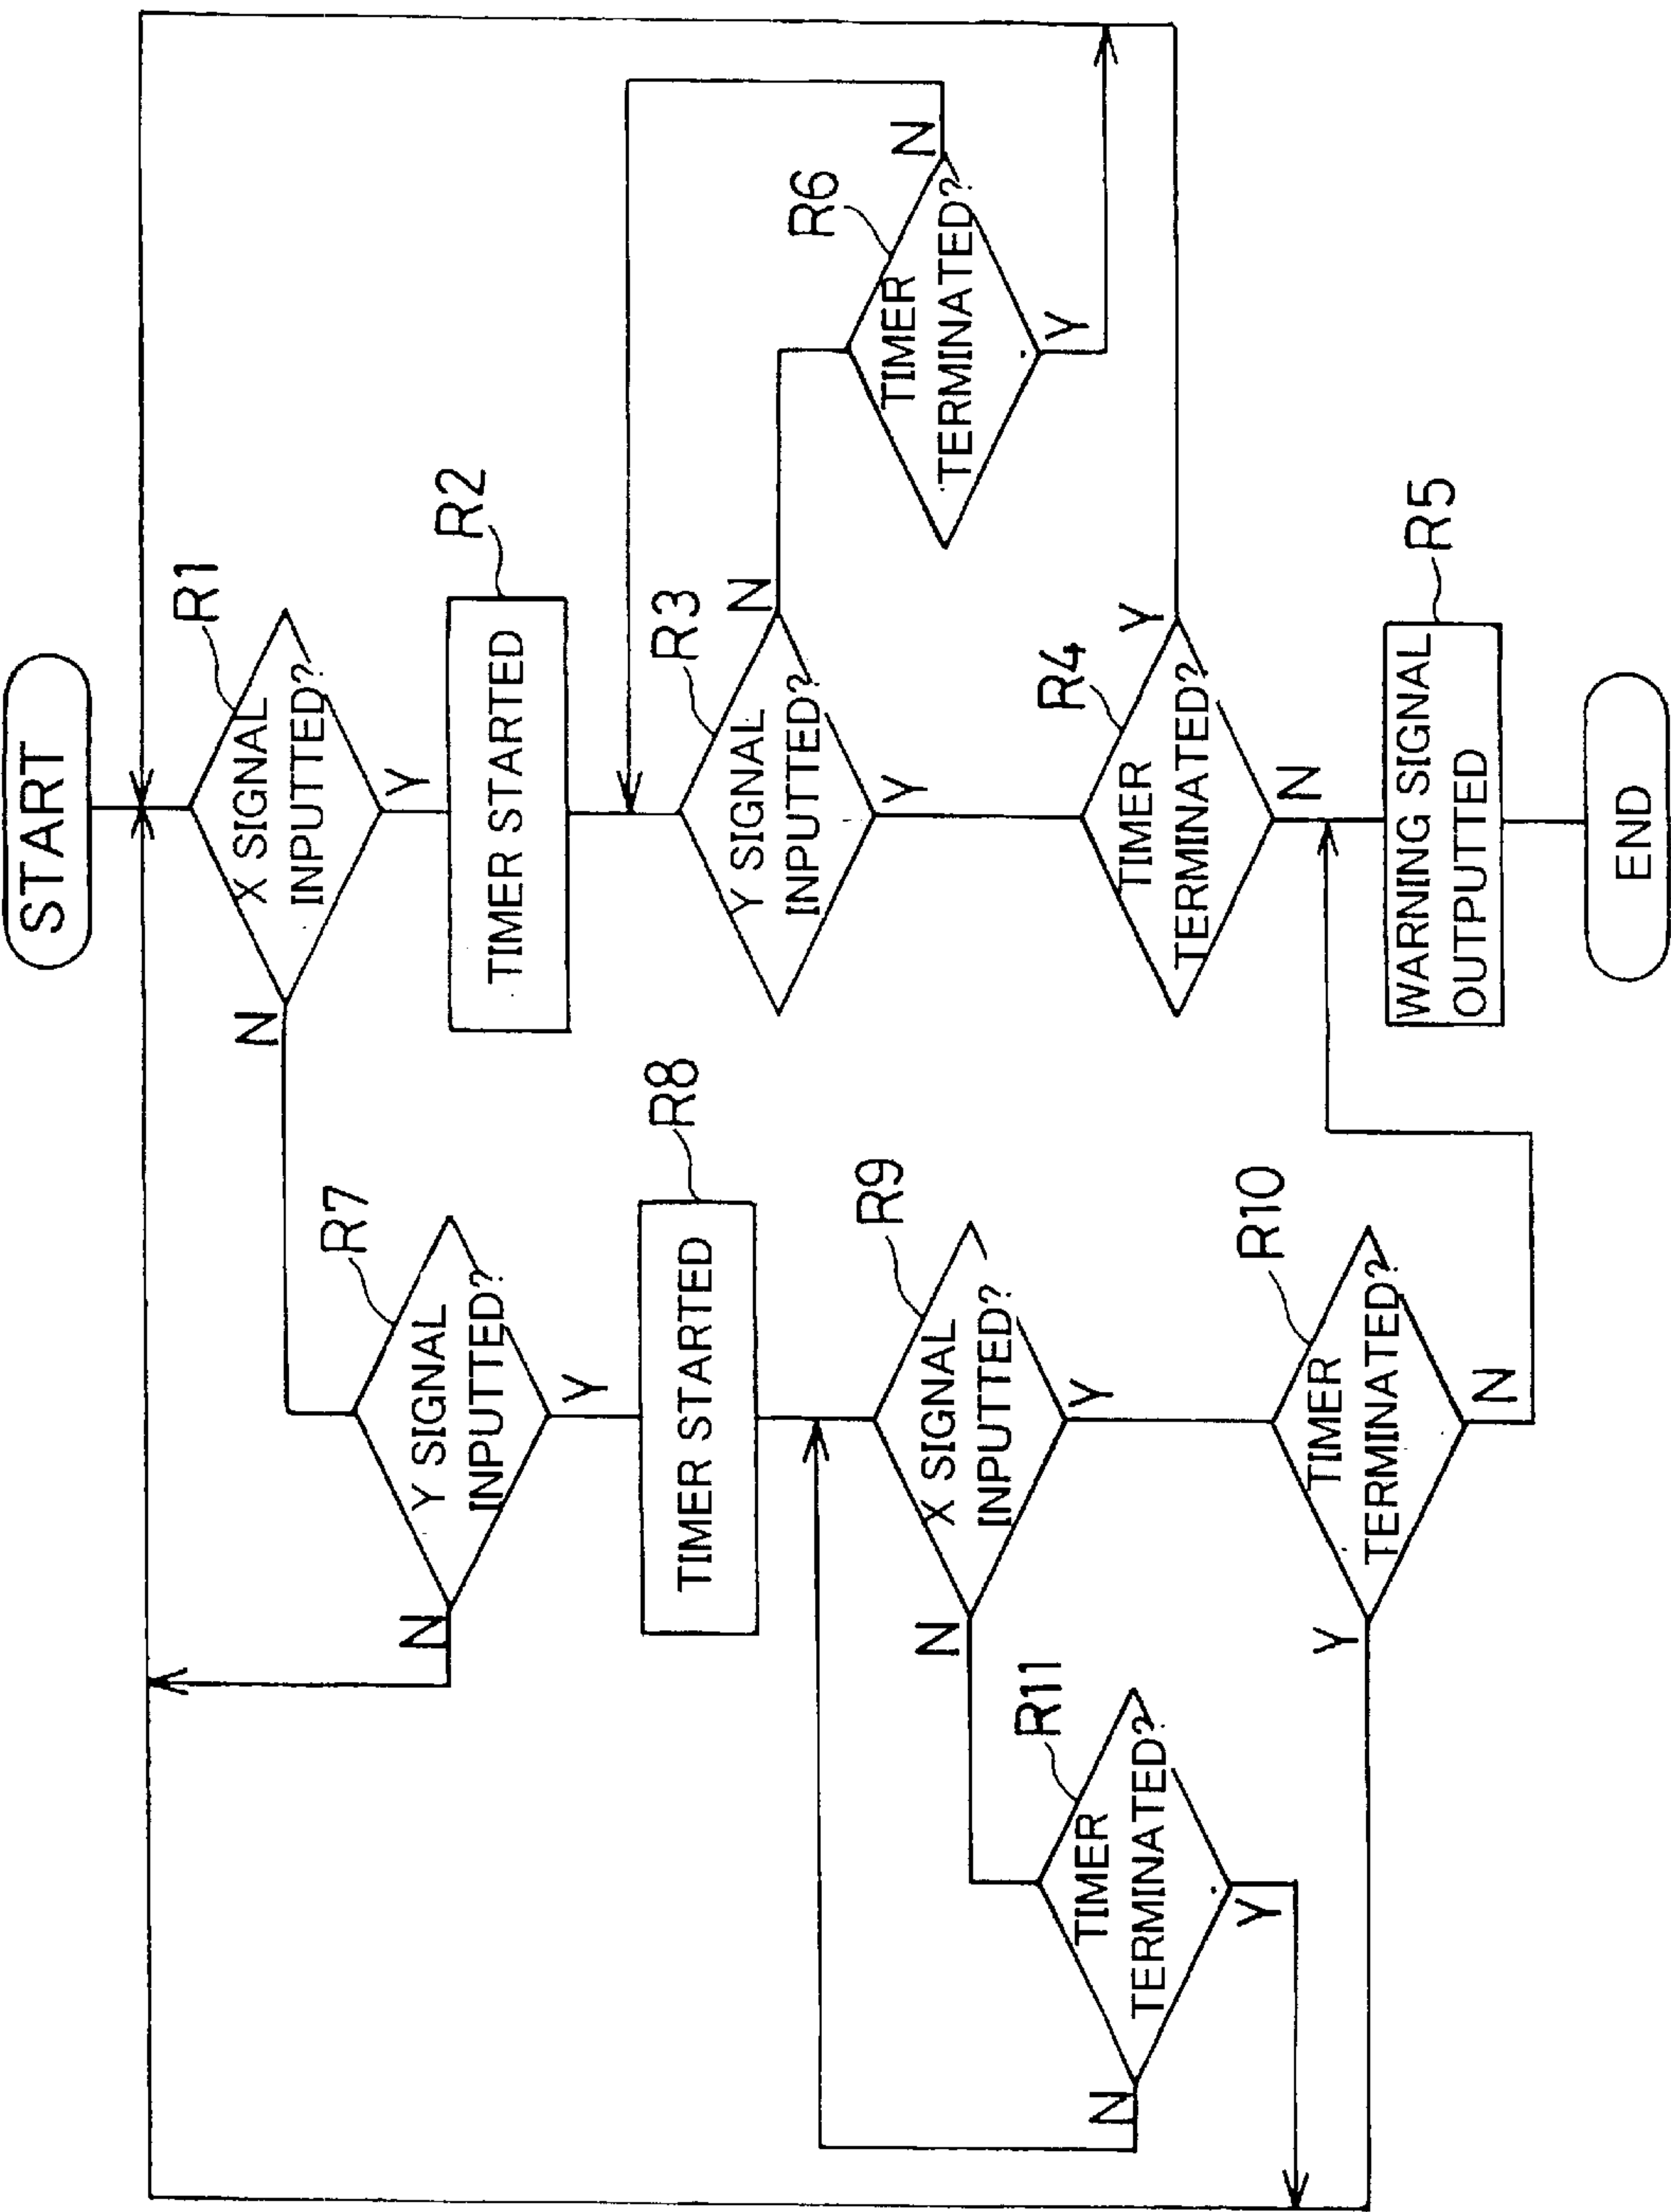 START
R1
X SIGNAL
INPUTTED?
N
Y
R2
TIMER STARTED
R3
Y SIGNAL
INPUTTED?
N
Y
R6
TIMER
TERMINATED?
N
Y
R4
TIMER
TERMINATED?
Y
N
R5
WARNING SIGNAL
OUTPUTTED
END
R7
Y SIGNAL
INPUTTED?
N
Y
R8
TIMER STARTED
R9
X SIGNAL
INPUTTED?
N
Y
R11
TIMER
TERMINATED?
N
Y
R10
TIMER
TERMINATED?
Y
N